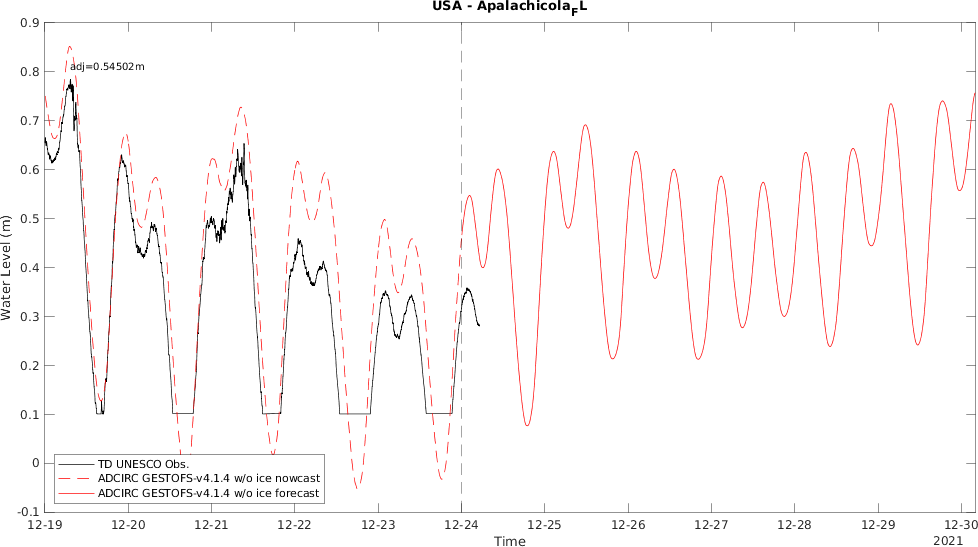 USA - Apalachicola_FL
adj=0.54502m
Water Level (m)
0.9
0.8
0.7
0.6
0.5
0.4
0.3
0.2
0.1
0
-0.1
TD UNESCO Obs.
ADCIRC GESTOFS-v4.1.4 w/o ice nowcast
ADCIRC GESTOFS-v4.1.4 w/o ice forecast
12-19 12-20 12-21 12-22 12-23 12-24 12-25 12-26 12-27 12-28 12-29 12-30
Time
2021